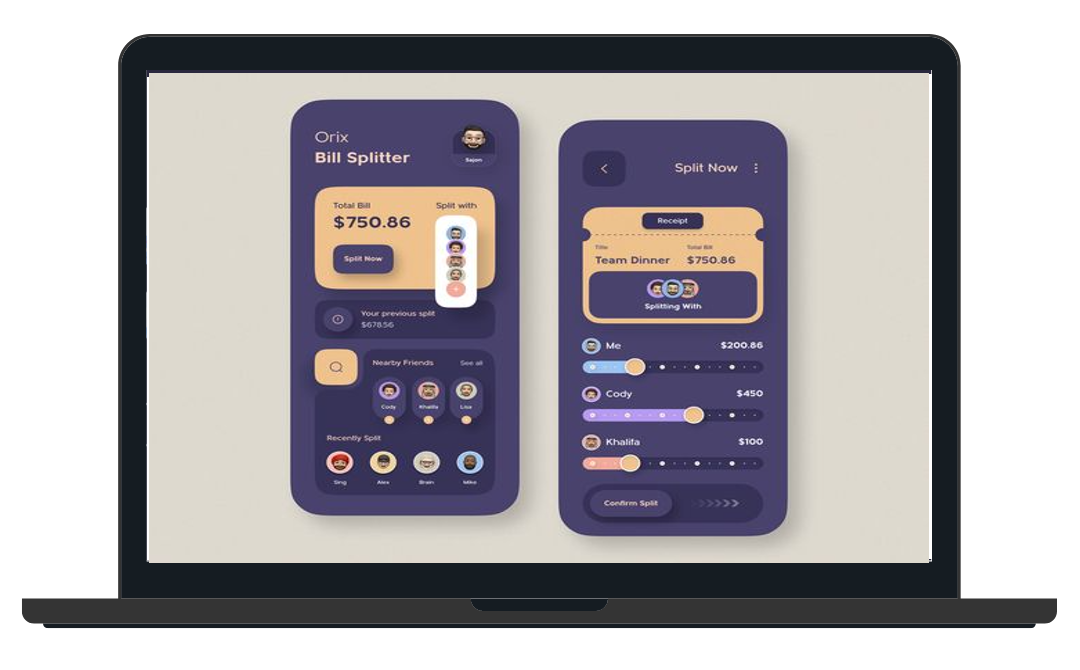 Orix
Bill Splitter
Sajon
Total Bill
Split with
$750.86
Split Now
Your previous split
$678.56
Nearby Friends
See all
Cody
Khalifa
Lisa
Recently Split
Sing
Alex
Brain
Mike
Split Now
Receipt
Title
Total Bill
Team Dinner
$750.86
Splitting With
Me
$200.86
Cody
$450
Khalifa
$100
Confirm Split